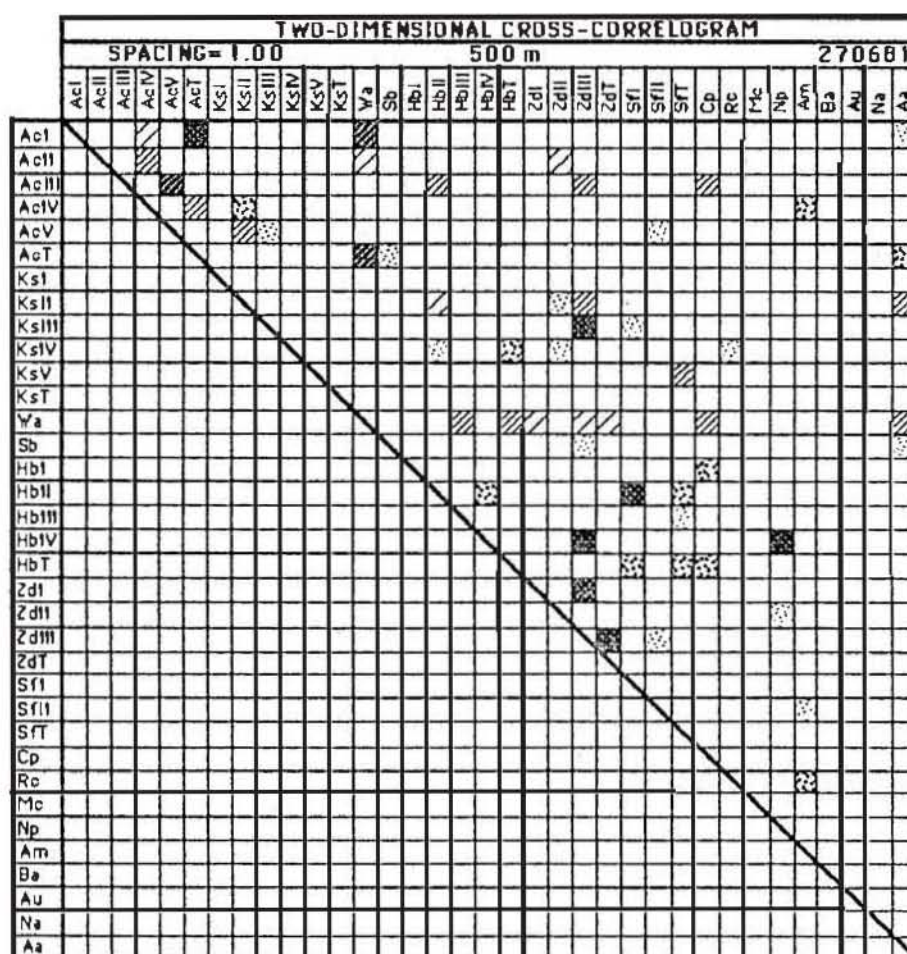 TWO-DIMENSIONAL CROSS-CORRELOGRAM
SPACING= 1.00 500 m 270681
AcI AcII AcIII AcIV AcV AcT KsI KsII KsIII KsIV KsV KsT Wa Sb HbI HbII HbIII HbIV HbT ZdI ZdII ZdIII ZdT SfI SfII SfT Cp Rc Mc Np Am Ba Au Na Aa
AcI
AcII
AcIII
AcIV
AcV
AcT
KsI
KsII
KsIII
KsIV
KsV
KsT
Wa
Sb
HbI
HbII
HbIII
HbIV
HbT
ZdI
ZdII
ZdIII
ZdT
SfI
SfII
SfT
Cp
Rc
Mc
Np
Am
Ba
Au
Na
Aa